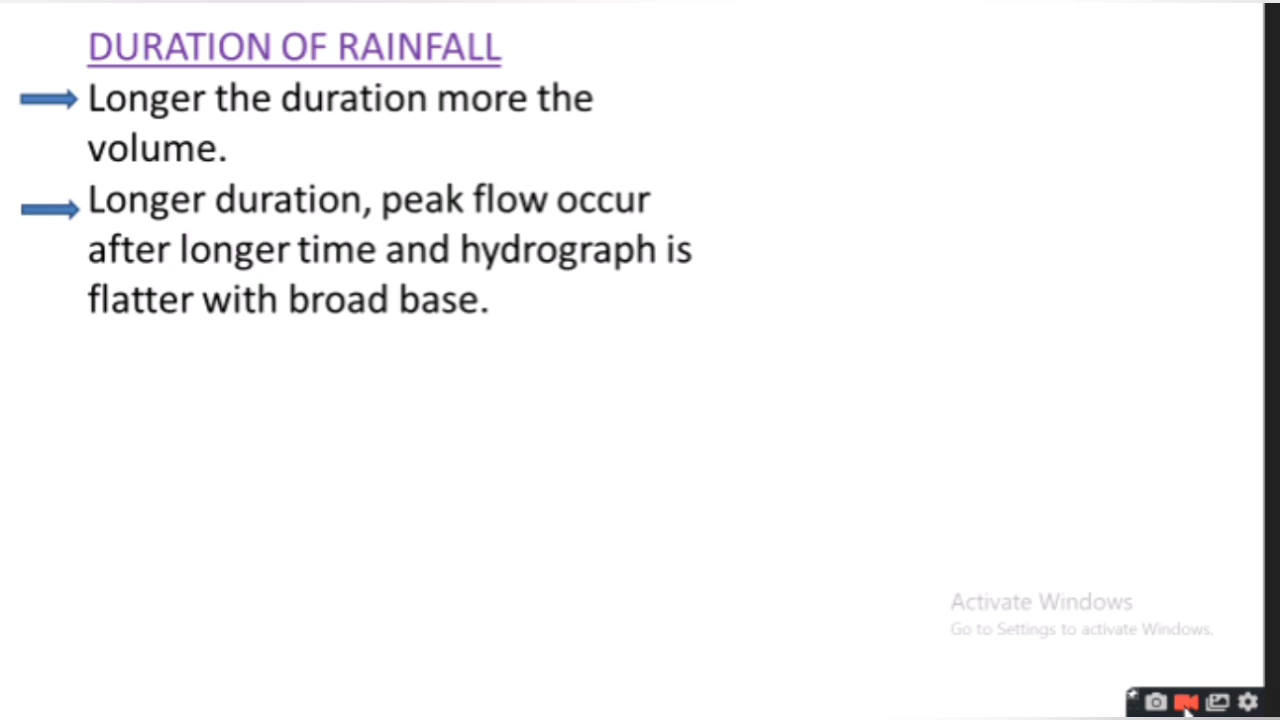 DURATION OF RAINFALL
Longer the duration more the
volume.
Longer duration, peak flow occur
after longer time and hydrograph is
flatter with broad base.
Activate Windows
Go to Settings to activate Windows.